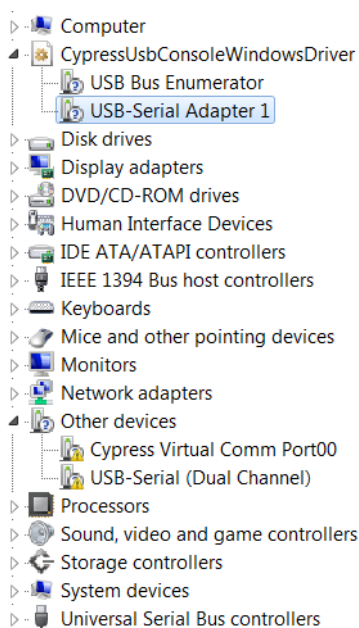 Computer
CypressUsbConsoleWindowsDriver
USB Bus Enumerator
USB-Serial Adapter 1
Disk drives
Display adapters
DVD/CD-ROM drives
Human Interface Devices
IDE ATA/ATAPI controllers
IEEE 1394 Bus host controllers
Keyboards
Mice and other pointing devices
Monitors
Network adapters
Other devices
Cypress Virtual Comm Port00
USB-Serial (Dual Channel)
Processors
Sound, video and game controllers
Storage controllers
System devices
Universal Serial Bus controllers